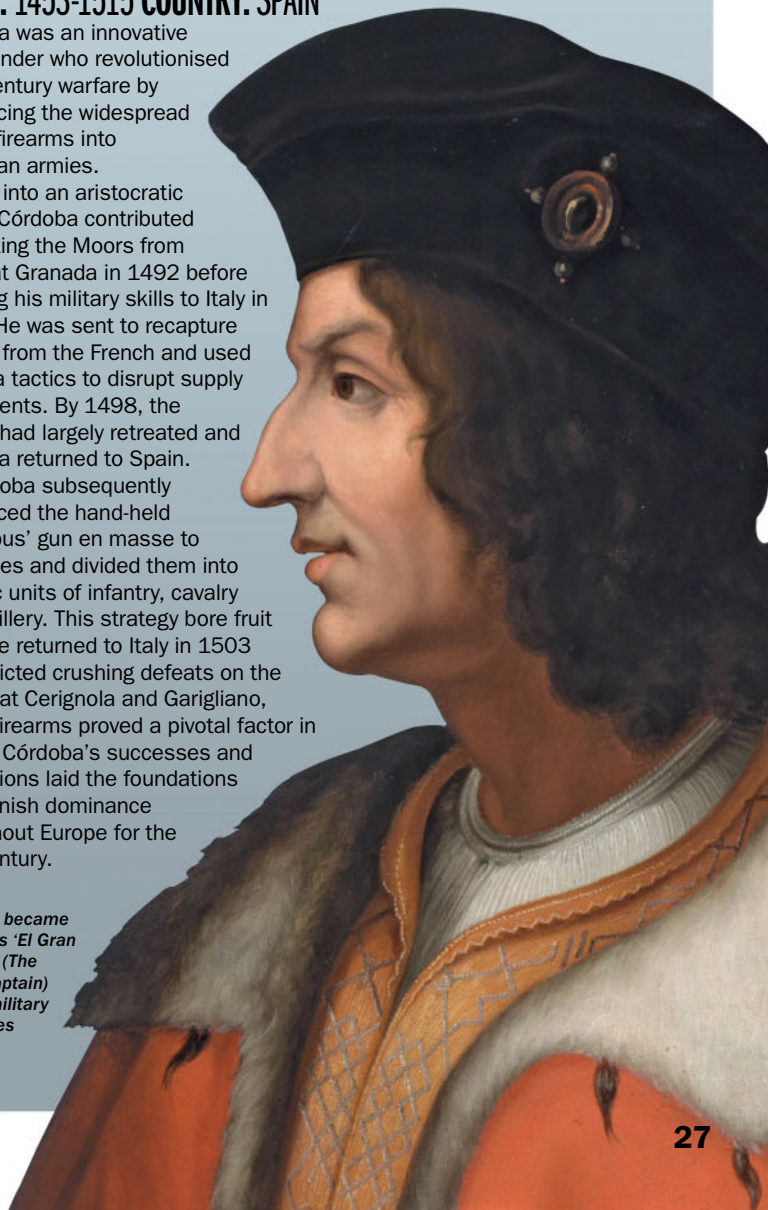 : 1453-1515 COUNTRY: SPAIN
a was an innovative
nder who revolutionised
entury warfare by
cing the widespread
firearms into
an armies.
into an aristocratic
Córdoba contributed
ing the Moors from
at Granada in 1492 before
g his military skills to Italy in
He was sent to recapture
from the French and used
a tactics to disrupt supply
ents. By 1498, the
had largely retreated and
a returned to Spain.
oba subsequently
ced the hand-held
ous’ gun en masse to
es and divided them into
c units of infantry, cavalry
illery. This strategy bore fruit
e returned to Italy in 1503
icted crushing defeats on the
at Cerignola and Garigliano,
irearms proved a pivotal factor in
Córdoba’s successes and
ions laid the foundations
nish dominance
hout Europe for the
entury.
became
s ‘El Gran
(The
aptain)
military
es
27